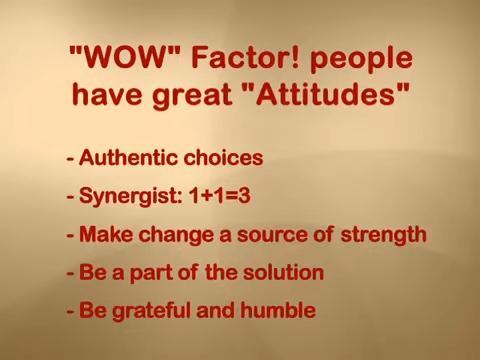 "WOW" Factor! people
have great "Attitudes"
- Authentic choices
- Synergist: 1+1=3
- Make change a source of strength
- Be a part of the solution
- Be grateful and humble